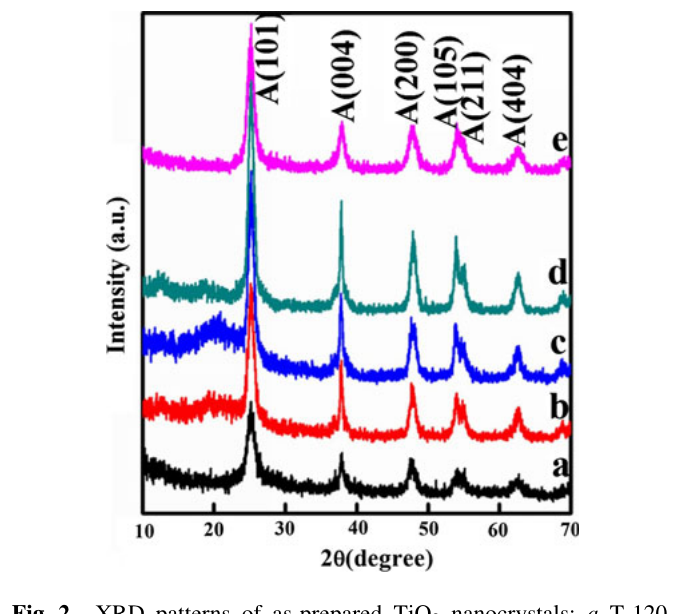 A(101)
A(004)
A(200)
A(105)
A(211)
A(404)
e
d
c
b
a
Intensity (a.u.)
10 20 30 40 50 60 70
2θ(degree)
Fig. 2 XRD patterns of as-prepared TiO₂ nanocrystals: a T-120